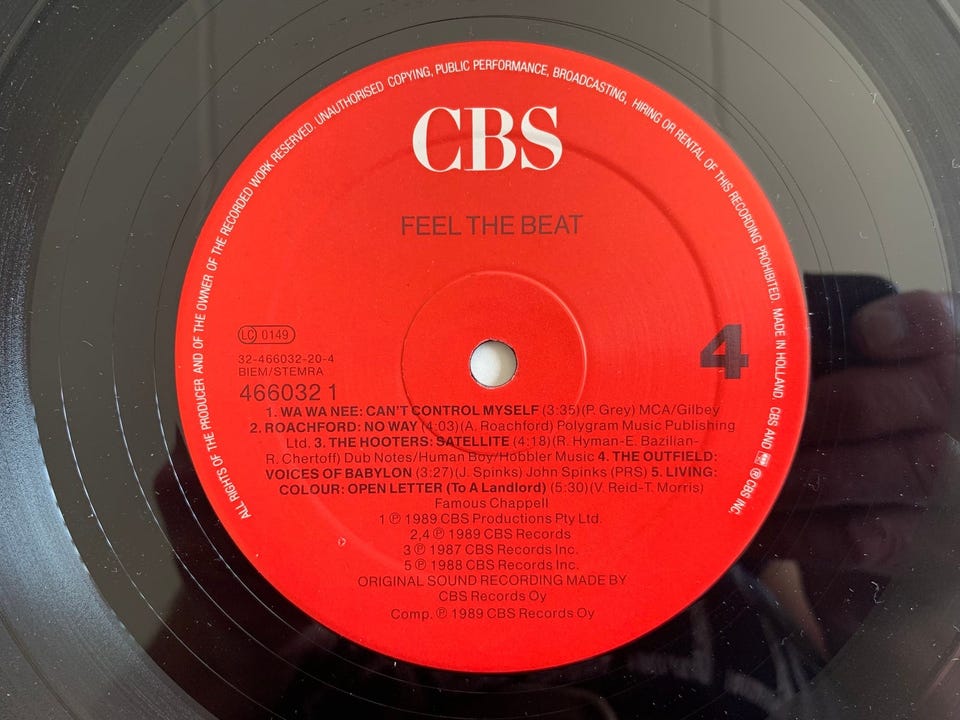 ALL RIGHTS OF THE PRODUCER AND OF THE OWNER OF THE RECORDED WORK RESERVED. UNAUTHORISED COPYING, PUBLIC PERFORMANCE, BROADCASTING, HIRING OR RENTAL OF THIS RECORDING PROHIBITED. MADE IN HOLLAND. CBS AND ℗ CBS INC.
CBS
FEEL THE BEAT
LC 0149
4
32-466032-20-4
BIEM/STEMRA
466032 1
1. WA WA NEE: CAN'T CONTROL MYSELF (3:35)(P. Grey) MCA/Gilbey
2. ROACHFORD: NO WAY (4:03)(A. Roachford) Polygram Music Publishing
Ltd. 3. THE HOOTERS: SATELLITE (4:18)(R. Hyman-E. Bazilian-
R. Chertoff) Dub Notes/Human Boy/Hobbler Music 4. THE OUTFIELD:
VOICES OF BABYLON (3:27)(J. Spinks) John Spinks (PRS) 5. LIVING:
COLOUR: OPEN LETTER (To A Landlord) (5:30)(V. Reid-T. Morris)
Famous Chappell
1 ℗ 1989 CBS Productions Pty Ltd.
2,4 ℗ 1989 CBS Records
3 ℗ 1987 CBS Records Inc.
5 ℗ 1988 CBS Records Inc.
ORIGINAL SOUND RECORDING MADE BY
CBS Records Oy
Comp. ℗ 1989 CBS Records Oy